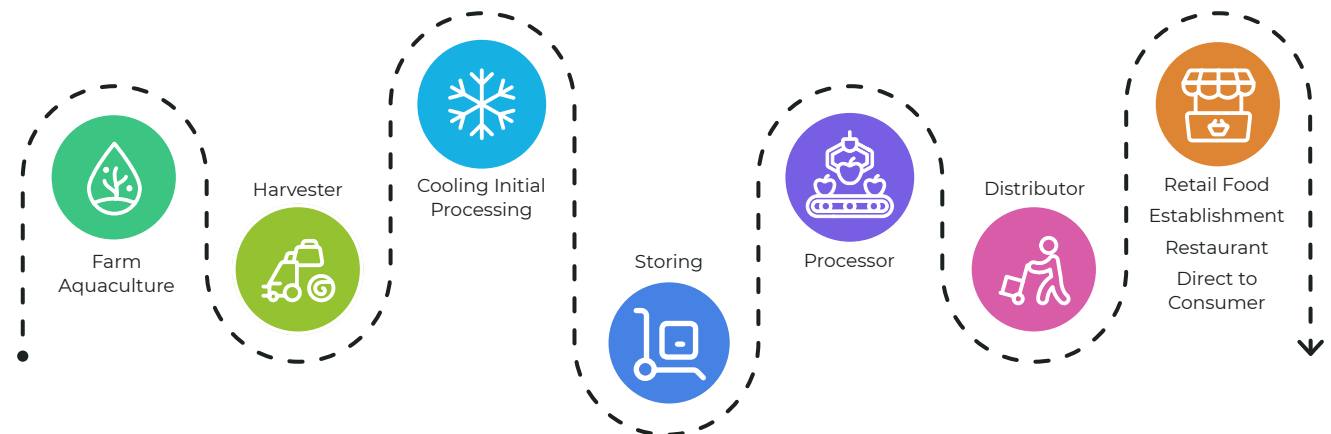 Farm
Aquaculture
Harvester
Cooling Initial
Processing
Storing
Processor
Distributor
Retail Food
Establishment
Restaurant
Direct to
Consumer